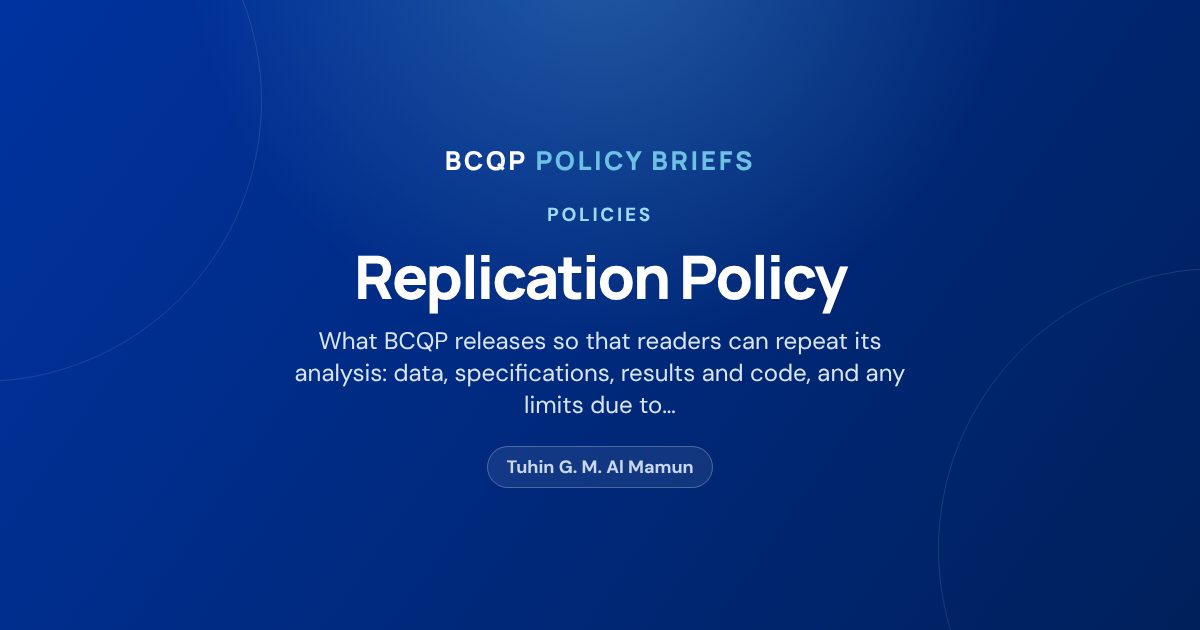 BCQP POLICY BRIEFS
POLICIES
Replication Policy
What BCQP releases so that readers can repeat its
analysis: data, specifications, results and code, and any
limits due to…
Tuhin G. M. Al Mamun